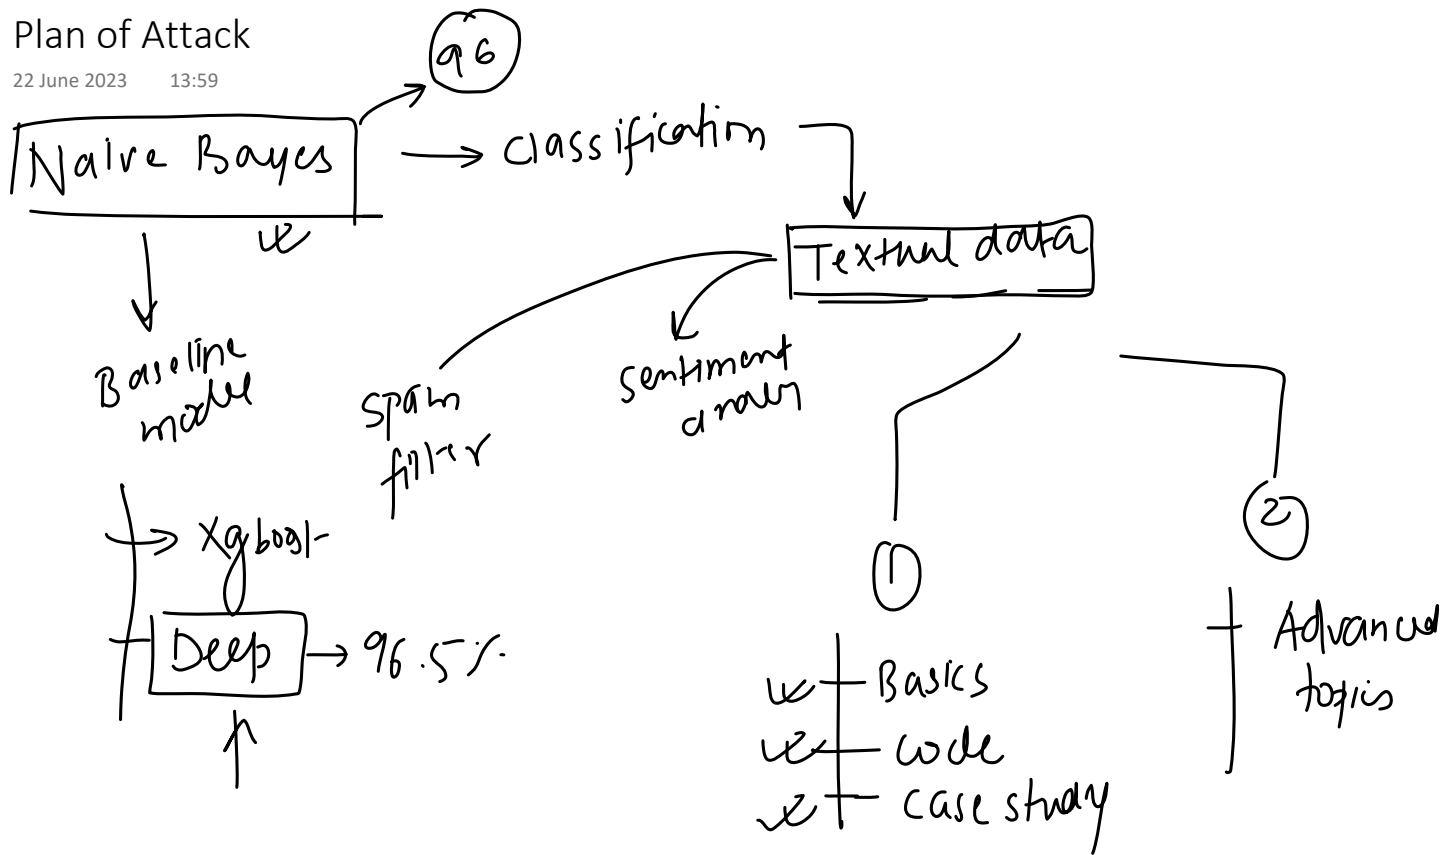 Plan of Attack
22 June 2023 13:59
96
Naive Bayes
classification
Textual data
Baseline
model
spam
filter
sentiment
Xgboost
Deep
96.5%
1
2
Basics
code
case study
Advanced
topics